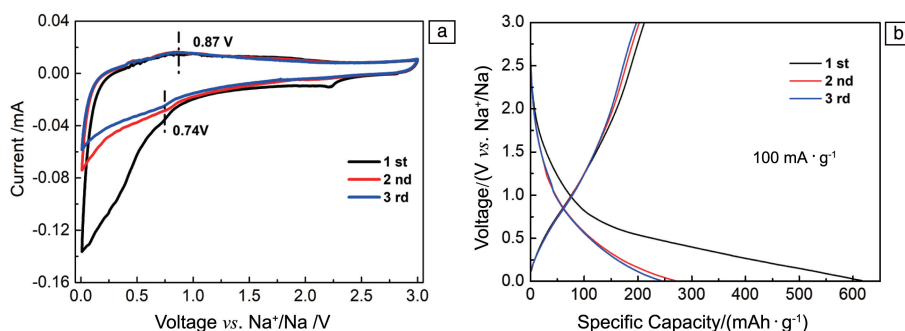 a
0.04
0.00
-0.04
-0.08
-0.12
-0.16
Current /mA
0.87 V
0.74V
1 st
2 nd
3 rd
0.0 0.5 1.0 1.5 2.0 2.5 3.0
Voltage vs. Na⁺/Na /V
b
3.0
2.5
2.0
1.5
1.0
0.5
0.0
Voltage/(V vs. Na⁺/Na)
1 st
2 nd
3 rd
100 mA · g⁻¹
0 100 200 300 400 500 600
Specific Capacity/(mAh · g⁻¹)